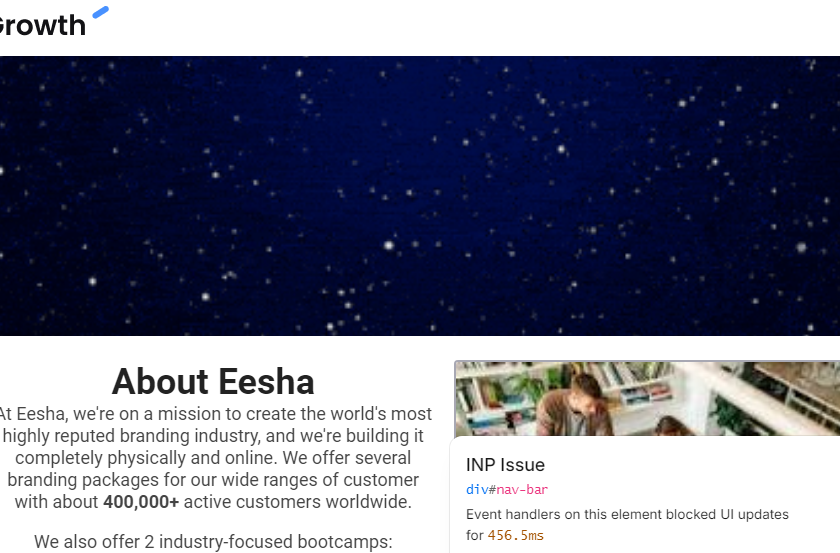 Growth
About Eesha
At Eesha, we're on a mission to create the world's most
highly reputed branding industry, and we're building it
completely physically and online. We offer several
branding packages for our wide ranges of customer
with about 400,000+ active customers worldwide.
We also offer 2 industry-focused bootcamps:
INP Issue
div#nav-bar
Event handlers on this element blocked UI updates
for 456.5ms